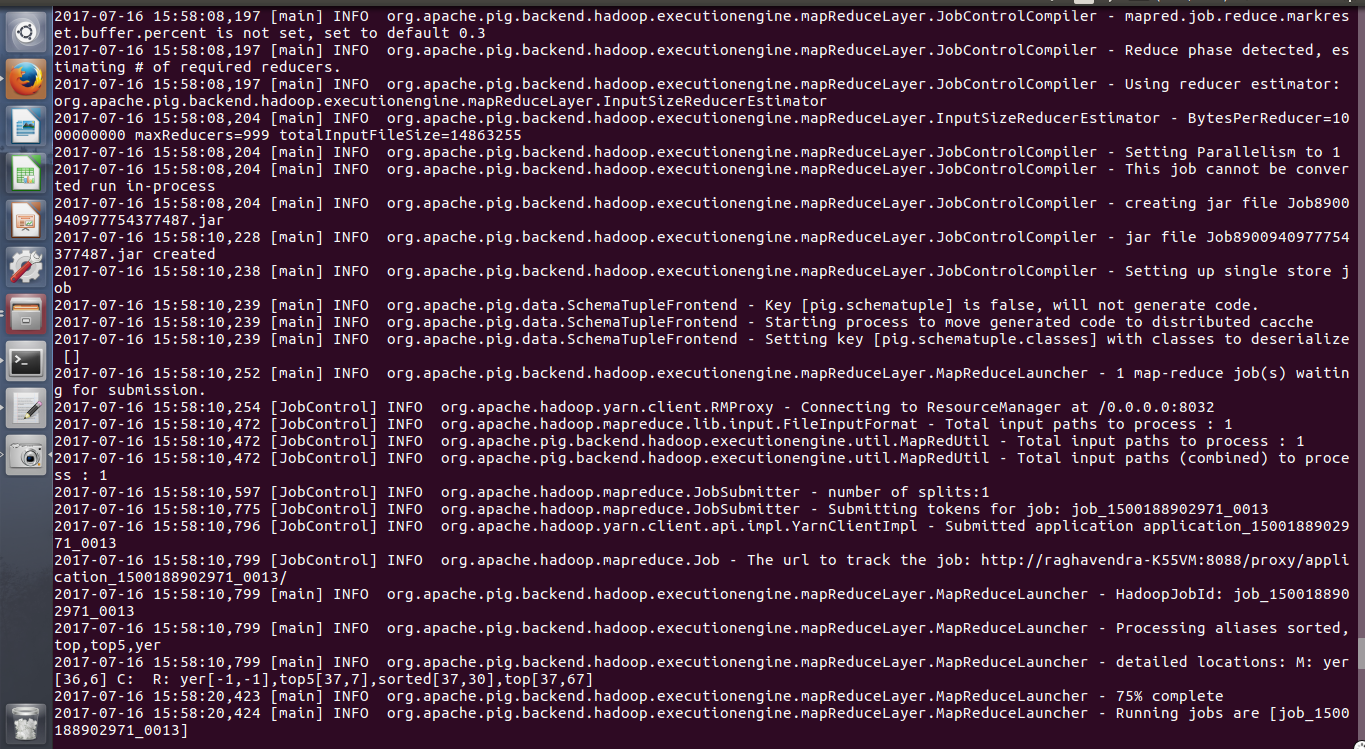 2017-07-16 15:58:08,197 [main] INFO  org.apache.pig.backend.hadoop.executionengine.mapReduceLayer.JobControlCompiler - mapred.job.reduce.markres
et.buffer.percent is not set, set to default 0.3
2017-07-16 15:58:08,197 [main] INFO  org.apache.pig.backend.hadoop.executionengine.mapReduceLayer.JobControlCompiler - Reduce phase detected, es
timating # of required reducers.
2017-07-16 15:58:08,197 [main] INFO  org.apache.pig.backend.hadoop.executionengine.mapReduceLayer.JobControlCompiler - Using reducer estimator:
org.apache.pig.backend.hadoop.executionengine.mapReduceLayer.InputSizeReducerEstimator
2017-07-16 15:58:08,204 [main] INFO  org.apache.pig.backend.hadoop.executionengine.mapReduceLayer.InputSizeReducerEstimator - BytesPerReducer=10
00000000 maxReducers=999 totalInputFileSize=14863255
2017-07-16 15:58:08,204 [main] INFO  org.apache.pig.backend.hadoop.executionengine.mapReduceLayer.JobControlCompiler - Setting Parallelism to 1
2017-07-16 15:58:08,204 [main] INFO  org.apache.pig.backend.hadoop.executionengine.mapReduceLayer.JobControlCompiler - This job cannot be conver
ted run in-process
2017-07-16 15:58:08,204 [main] INFO  org.apache.pig.backend.hadoop.executionengine.mapReduceLayer.JobControlCompiler - creating jar file Job8900
940977754377487.jar
2017-07-16 15:58:10,228 [main] INFO  org.apache.pig.backend.hadoop.executionengine.mapReduceLayer.JobControlCompiler - jar file Job8900940977754
377487.jar created
2017-07-16 15:58:10,238 [main] INFO  org.apache.pig.backend.hadoop.executionengine.mapReduceLayer.JobControlCompiler - Setting up single store j
ob
2017-07-16 15:58:10,239 [main] INFO  org.apache.pig.data.SchemaTupleFrontend - Key [pig.schematuple] is false, will not generate code.
2017-07-16 15:58:10,239 [main] INFO  org.apache.pig.data.SchemaTupleFrontend - Starting process to move generated code to distributed cacche
2017-07-16 15:58:10,239 [main] INFO  org.apache.pig.data.SchemaTupleFrontend - Setting key [pig.schematuple.classes] with classes to deserialize
 []
2017-07-16 15:58:10,252 [main] INFO  org.apache.pig.backend.hadoop.executionengine.mapReduceLayer.MapReduceLauncher - 1 map-reduce job(s) waitin
g for submission.
2017-07-16 15:58:10,254 [JobControl] INFO  org.apache.hadoop.yarn.client.RMProxy - Connecting to ResourceManager at /0.0.0.0:8032
2017-07-16 15:58:10,472 [JobControl] INFO  org.apache.hadoop.mapreduce.lib.input.FileInputFormat - Total input paths to process : 1
2017-07-16 15:58:10,472 [JobControl] INFO  org.apache.pig.backend.hadoop.executionengine.util.MapRedUtil - Total input paths to process : 1
2017-07-16 15:58:10,472 [JobControl] INFO  org.apache.pig.backend.hadoop.executionengine.util.MapRedUtil - Total input paths (combined) to proce
ss : 1
2017-07-16 15:58:10,597 [JobControl] INFO  org.apache.hadoop.mapreduce.JobSubmitter - number of splits:1
2017-07-16 15:58:10,775 [JobControl] INFO  org.apache.hadoop.mapreduce.JobSubmitter - Submitting tokens for job: job_1500188902971_0013
2017-07-16 15:58:10,796 [JobControl] INFO  org.apache.hadoop.yarn.client.api.impl.YarnClientImpl - Submitted application application_15001889029
71_0013
2017-07-16 15:58:10,799 [JobControl] INFO  org.apache.hadoop.mapreduce.Job - The url to track the job: http://raghavendra-K55VM:8088/proxy/appli
cation_1500188902971_0013/
2017-07-16 15:58:10,799 [main] INFO  org.apache.pig.backend.hadoop.executionengine.mapReduceLayer.MapReduceLauncher - HadoopJobId: job_150018890
2971_0013
2017-07-16 15:58:10,799 [main] INFO  org.apache.pig.backend.hadoop.executionengine.mapReduceLayer.MapReduceLauncher - Processing aliases sorted,
top,top5,yer
2017-07-16 15:58:10,799 [main] INFO  org.apache.pig.backend.hadoop.executionengine.mapReduceLayer.MapReduceLauncher - detailed locations: M: yer
[36,6] C:  R: yer[-1,-1],top5[37,7],sorted[37,30],top[37,67]
2017-07-16 15:58:20,423 [main] INFO  org.apache.pig.backend.hadoop.executionengine.mapReduceLayer.MapReduceLauncher - 75% complete
2017-07-16 15:58:20,424 [main] INFO  org.apache.pig.backend.hadoop.executionengine.mapReduceLayer.MapReduceLauncher - Running jobs are [job_1500
188902971_0013]